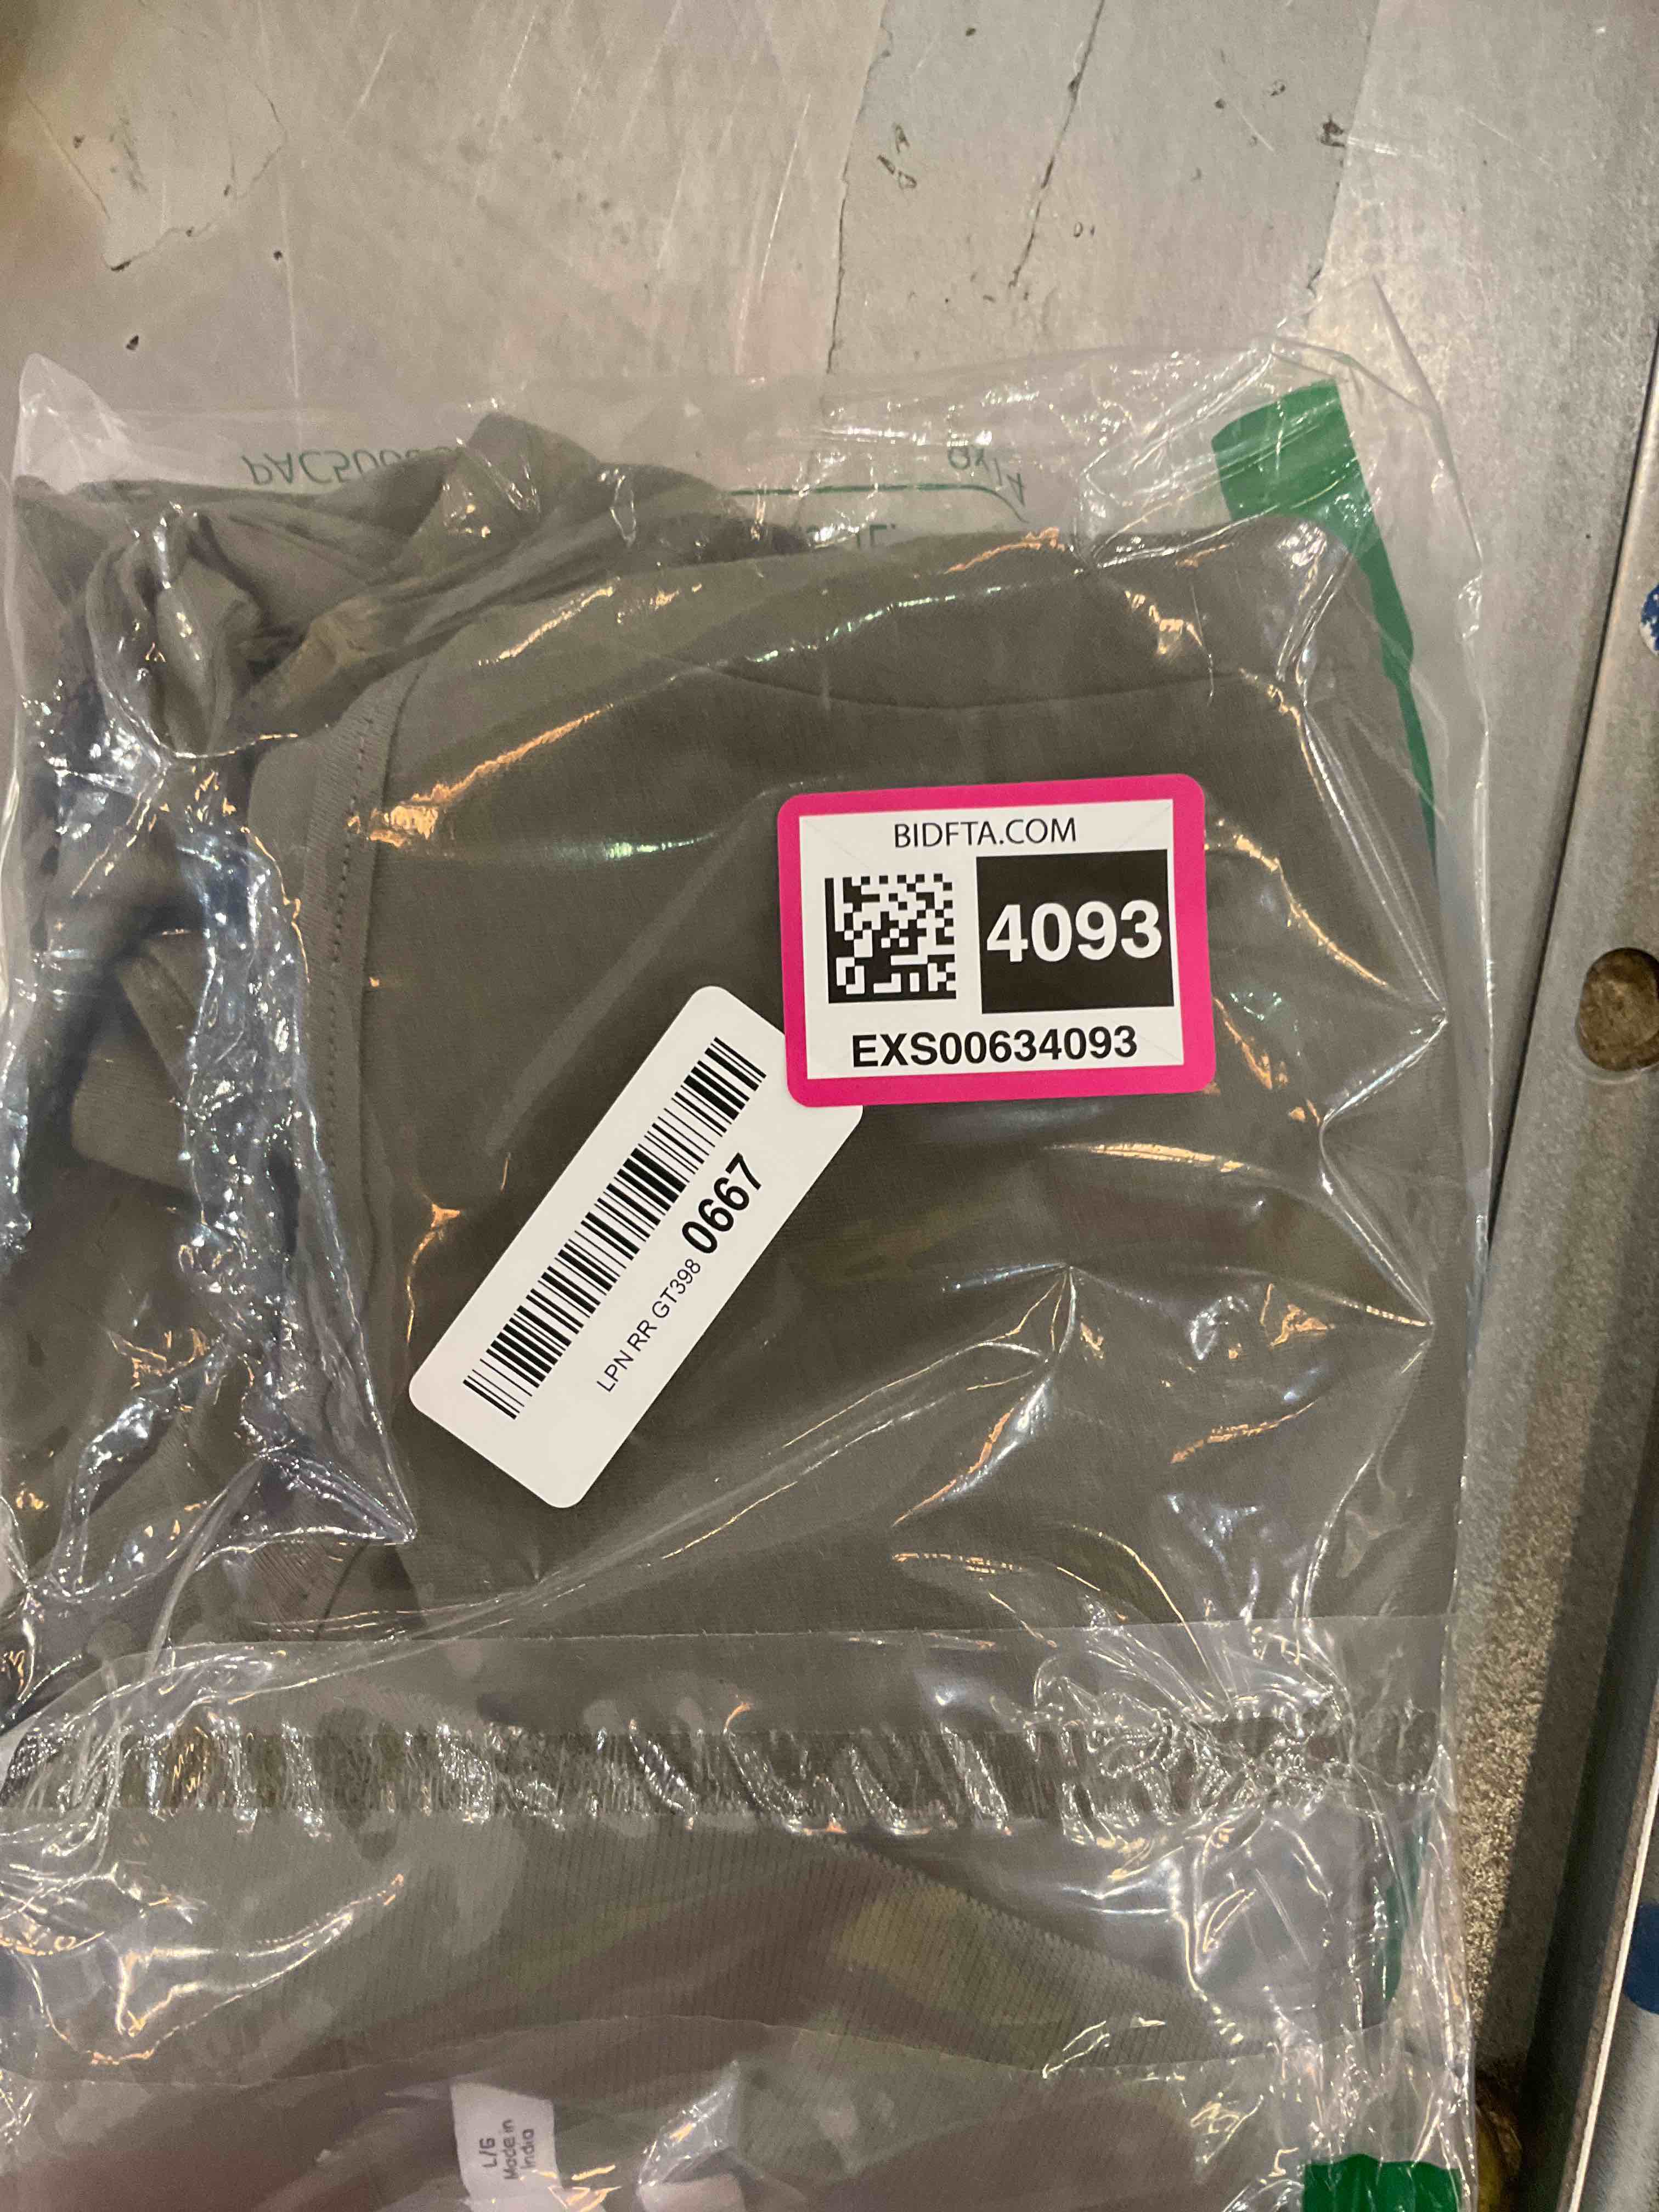 BIDFTA.COM
4093
EXS00634093
LPN RR GT398 0667
L/G
Made in
India